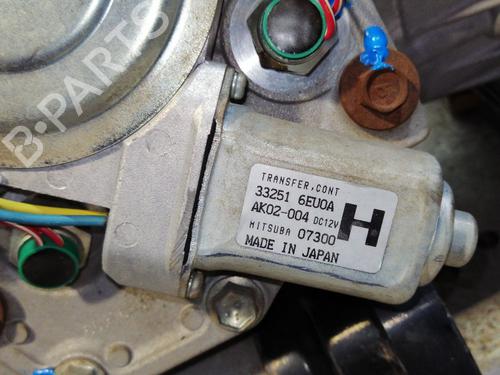 B-PARTS
TRANSFER,CONT
33251 6EU0A
AK02-004 DC12V
H
MITSUBA 07300
MADE IN JAPAN